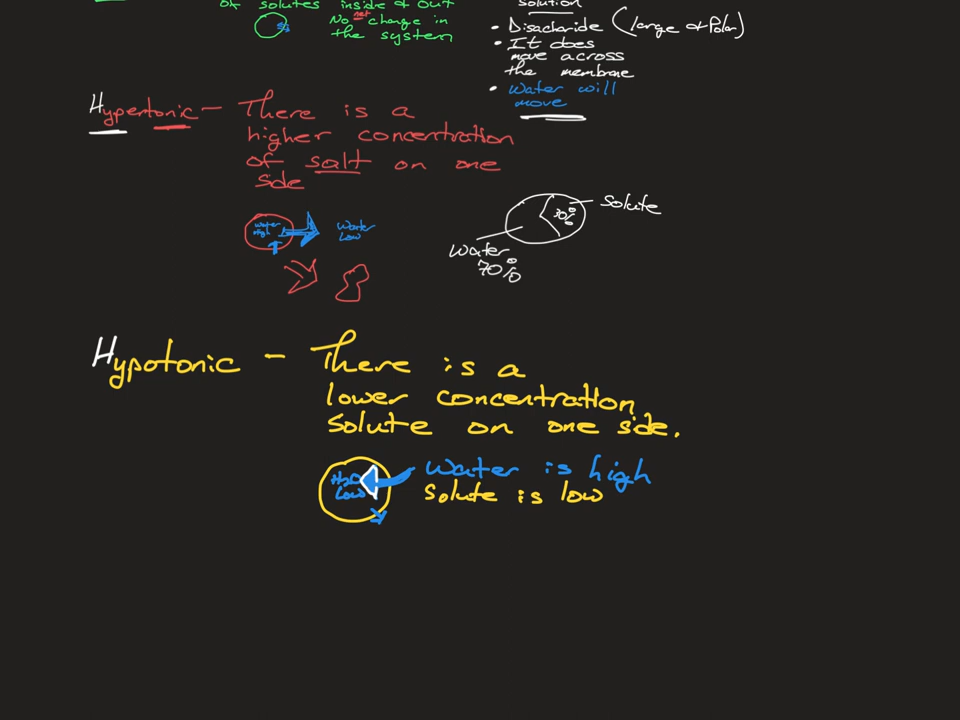 of solutes inside & out
No net change in
the system
solution
• Disacharide (large & Polar)
• It does
move across
the membrane
• Water will
move
Hypertonic - There is a
higher concentration
of salt on one
side
water
High
Water
Low
30%
Solute
Water
70%
Hypotonic - There is a
lower concentration
Solute on one side.
H2O
Low
Water is high
Solute is low